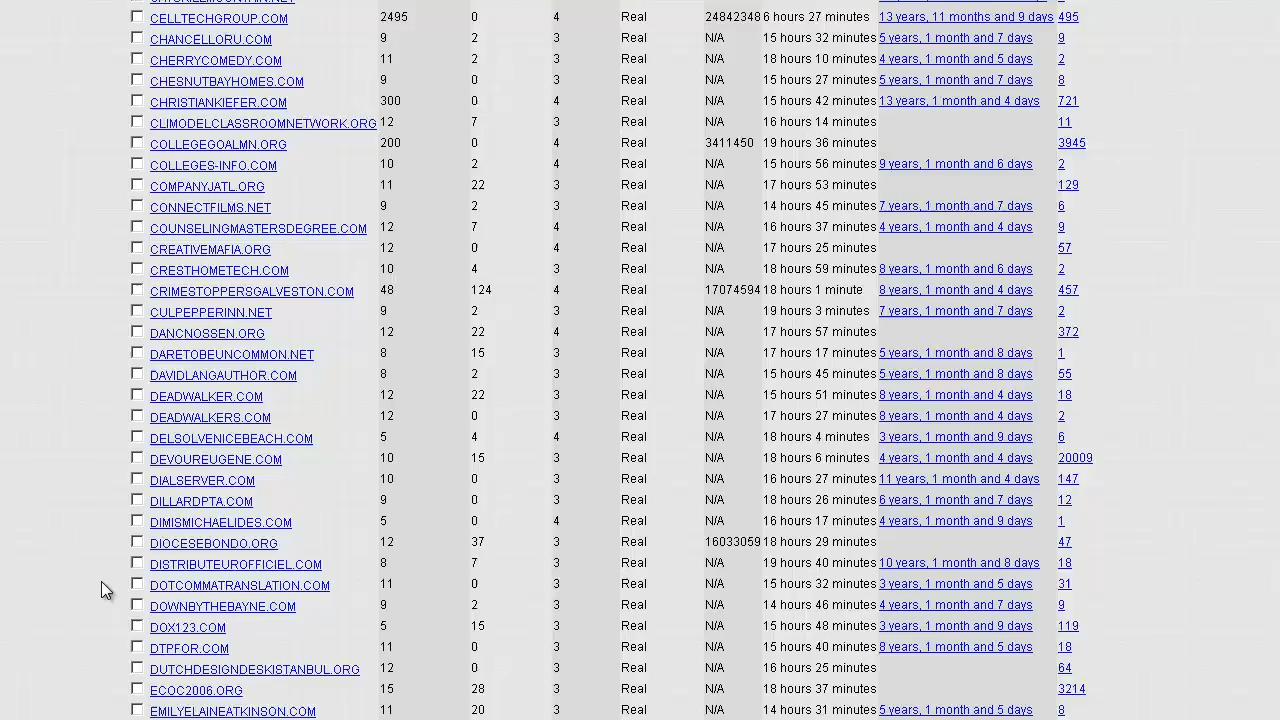 CELLTECHGROUP.COM 2495 0 4 Real 24842348 6 hours 27 minutes 13 years, 11 months and 9 days 495
CHANCELLORU.COM 9 2 3 Real N/A 15 hours 32 minutes 5 years, 1 month and 7 days 9
CHERRYCOMEDY.COM 11 2 3 Real N/A 18 hours 10 minutes 4 years, 1 month and 5 days 2
CHESNUTBAYHOMES.COM 9 0 3 Real N/A 15 hours 27 minutes 5 years, 1 month and 7 days 8
CHRISTIANKIEFER.COM 300 0 4 Real N/A 15 hours 42 minutes 13 years, 1 month and 4 days 721
CLIMODELCLASSROOMNETWORK.ORG 12 7 3 Real N/A 16 hours 14 minutes 11
COLLEGEGOALMN.ORG 200 0 4 Real 3411450 19 hours 36 minutes 3945
COLLEGES-INFO.COM 10 2 4 Real N/A 15 hours 56 minutes 9 years, 1 month and 6 days 2
COMPANYJATL.ORG 11 22 3 Real N/A 17 hours 53 minutes 129
CONNECTFILMS.NET 9 2 3 Real N/A 14 hours 45 minutes 7 years, 1 month and 7 days 6
COUNSELINGMASTERSDEGREE.COM 12 7 4 Real N/A 16 hours 37 minutes 4 years, 1 month and 4 days 9
CREATIVEMAFIA.ORG 12 0 4 Real N/A 17 hours 25 minutes 57
CRESTHOMETECH.COM 10 4 3 Real N/A 18 hours 59 minutes 8 years, 1 month and 6 days 2
CRIMESTOPPERSGALVESTON.COM 48 124 4 Real 17074594 18 hours 1 minute 8 years, 1 month and 4 days 457
CULPEPPERINN.NET 9 2 3 Real N/A 19 hours 3 minutes 7 years, 1 month and 7 days 2
DANCNOSSEN.ORG 12 22 4 Real N/A 17 hours 57 minutes 372
DARETOBEUNCOMMON.NET 8 15 3 Real N/A 17 hours 17 minutes 5 years, 1 month and 8 days 1
DAVIDLANGAUTHOR.COM 8 2 3 Real N/A 15 hours 45 minutes 5 years, 1 month and 8 days 55
DEADWALKER.COM 12 22 3 Real N/A 15 hours 51 minutes 8 years, 1 month and 4 days 18
DEADWALKERS.COM 12 0 3 Real N/A 17 hours 27 minutes 8 years, 1 month and 4 days 2
DELSOLVENICEBEACH.COM 5 4 4 Real N/A 18 hours 4 minutes 3 years, 1 month and 9 days 6
DEVOUREUGENE.COM 10 15 3 Real N/A 18 hours 6 minutes 4 years, 1 month and 4 days 20009
DIALSERVER.COM 10 0 3 Real N/A 16 hours 27 minutes 11 years, 1 month and 4 days 147
DILLARDPTA.COM 9 0 3 Real N/A 18 hours 26 minutes 6 years, 1 month and 7 days 12
DIMISMICHAELIDES.COM 5 0 4 Real N/A 16 hours 17 minutes 4 years, 1 month and 9 days 1
DIOCESEBONDO.ORG 12 37 3 Real 16033059 18 hours 29 minutes 47
DISTRIBUTEUROFFICIEL.COM 8 7 3 Real N/A 19 hours 40 minutes 10 years, 1 month and 8 days 18
DOTCOMMATRANSLATION.COM 11 0 3 Real N/A 15 hours 32 minutes 3 years, 1 month and 5 days 31
DOWNBYTHEBAYNE.COM 9 2 3 Real N/A 14 hours 46 minutes 4 years, 1 month and 7 days 9
DOX123.COM 5 15 3 Real N/A 15 hours 48 minutes 3 years, 1 month and 9 days 119
DTPFOR.COM 11 0 3 Real N/A 15 hours 40 minutes 8 years, 1 month and 5 days 18
DUTCHDESIGNDESKISTANBUL.ORG 12 0 3 Real N/A 16 hours 25 minutes 64
ECOC2006.ORG 15 28 3 Real N/A 18 hours 37 minutes 3214
EMILYELAINEATKINSON.COM 11 20 3 Real N/A 14 hours 31 minutes 5 years, 1 month and 5 days 8